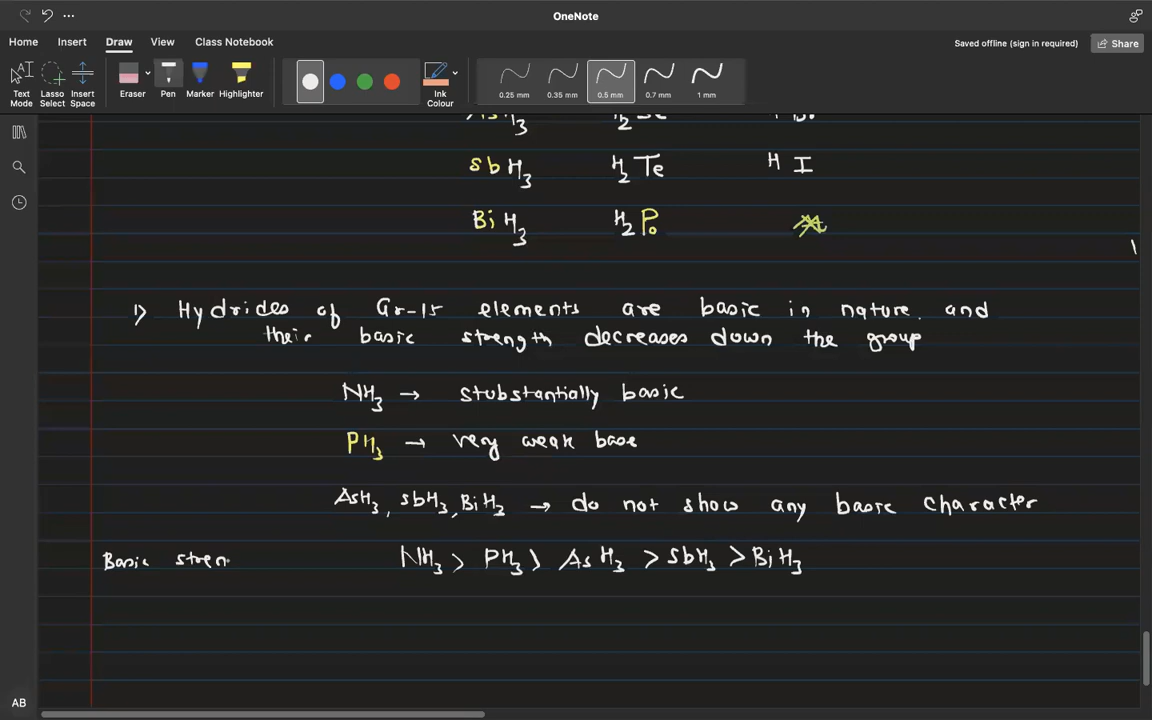 OneNote
Home Insert Draw View Class Notebook
Saved offline (sign in required) Share
Text Mode Lasso Select Insert Space Eraser Pen Marker Highlighter Ink Colour 0.25 mm 0.35 mm 0.5 mm 0.7 mm 1 mm
AsH3
SbH3 H2Te HI
BiH3 H2Po
1) Hydrides of Gr-15 elements are basic in nature. and
their basic strength decreases down the group
NH3 → stubstantially basic
PH3 → very weak base
AsH3, SbH3, BiH3 → do not show any basic character
Basic stren NH3 > PH3 > AsH3 > SbH3 > BiH3
AB